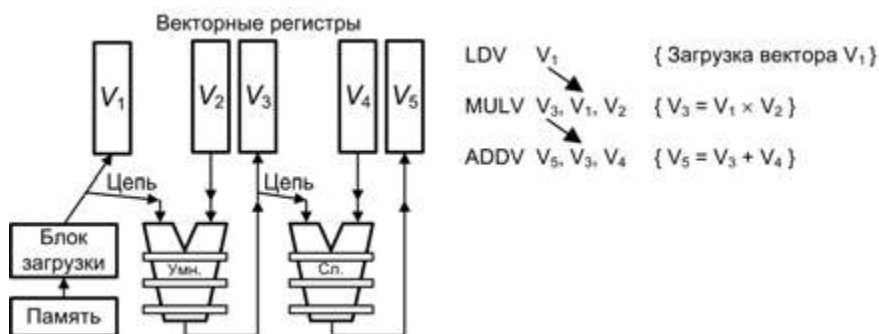 Векторные регистры
V1 V2 V3 V4 V5
Цепь Цепь
Блок
загрузки
Память
Умн.
Сл.
LDV V1 { Загрузка вектора V1 }
MULV V3, V1, V2 { V3 = V1 × V2 }
ADDV V5, V3, V4 { V5 = V3 + V4 }